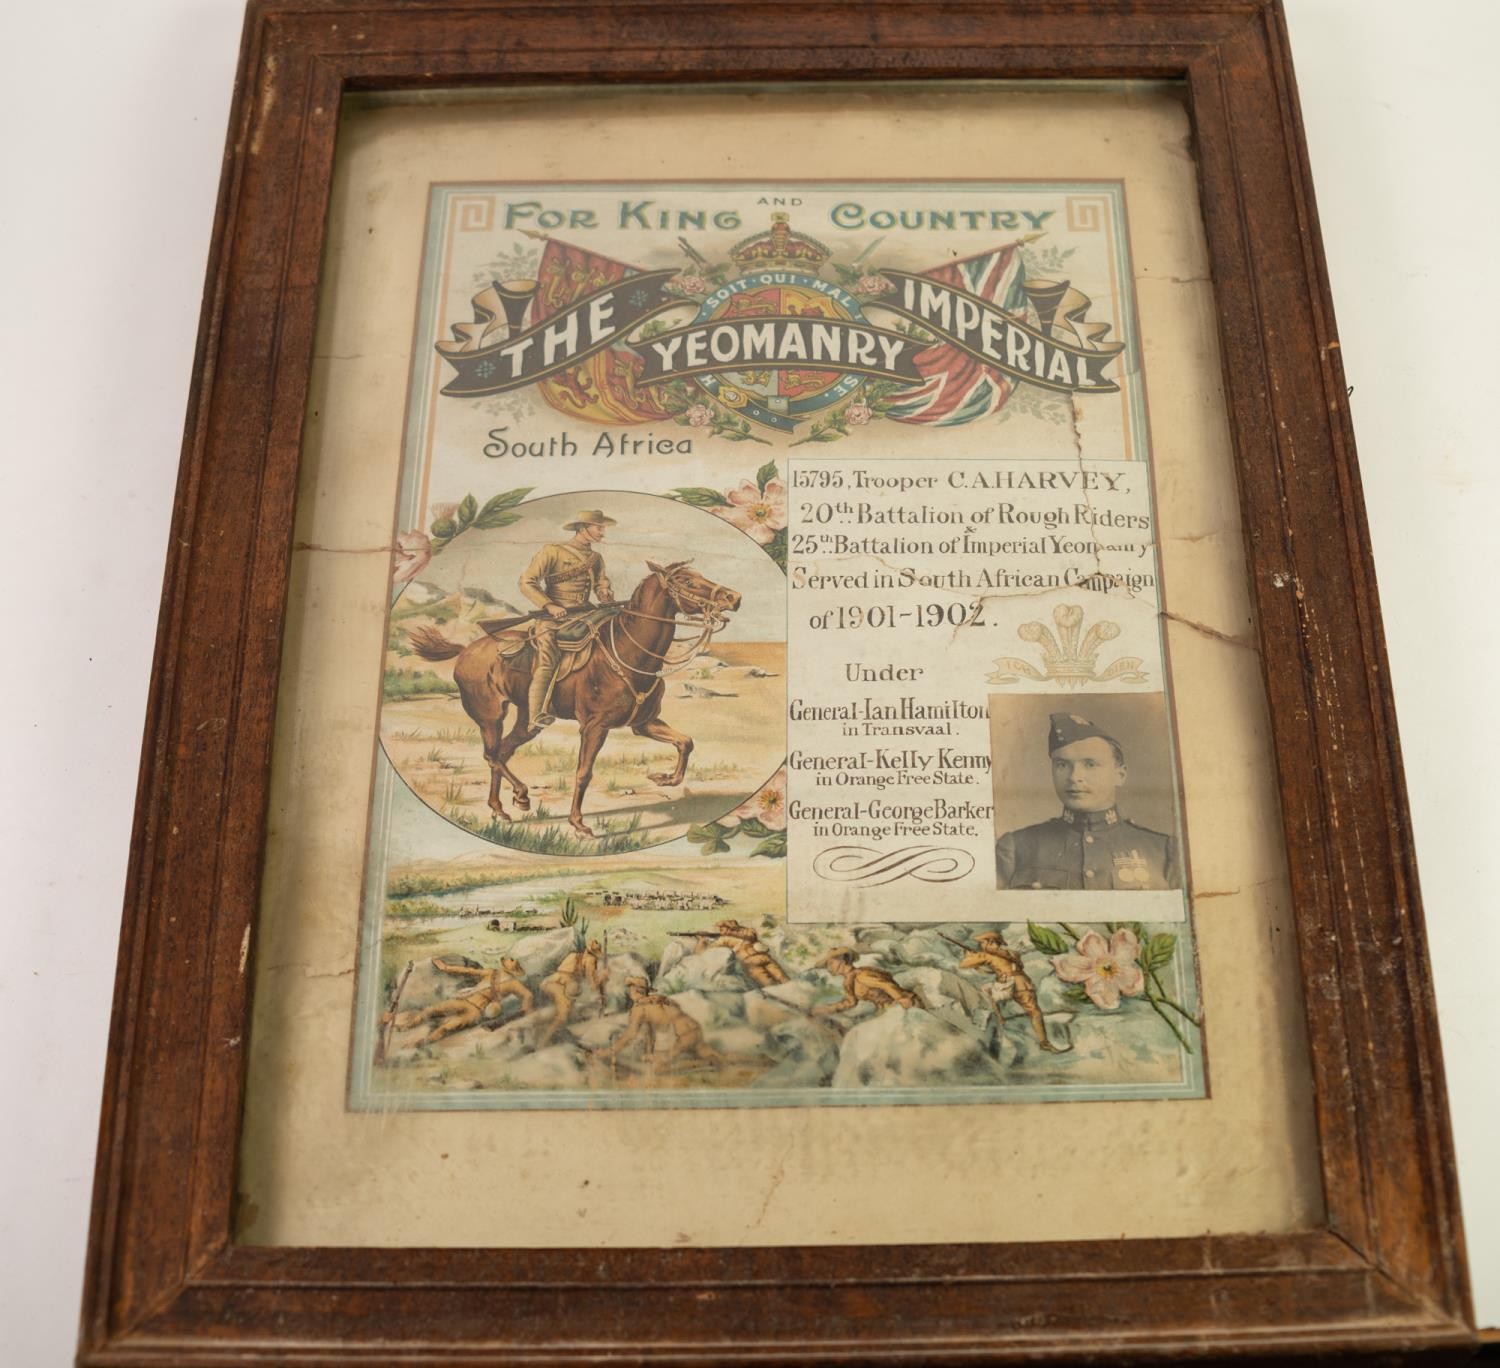 FOR KING AND COUNTRY
SOIT · QUI · MAL
THE YEOMANRY IMPERIAL
South Africa
15795, Trooper C.A. HARVEY,
20th. Battalion of Rough Riders
&
25th. Battalion of Imperial Yeomanry
Served in South African Campaign
of 1901-1902.
ICH DIEN
Under
General-Ian Hamilton
in Transvaal.
General-Kelly Kenny
in Orange Free State.
General-George Barker
in Orange Free State.